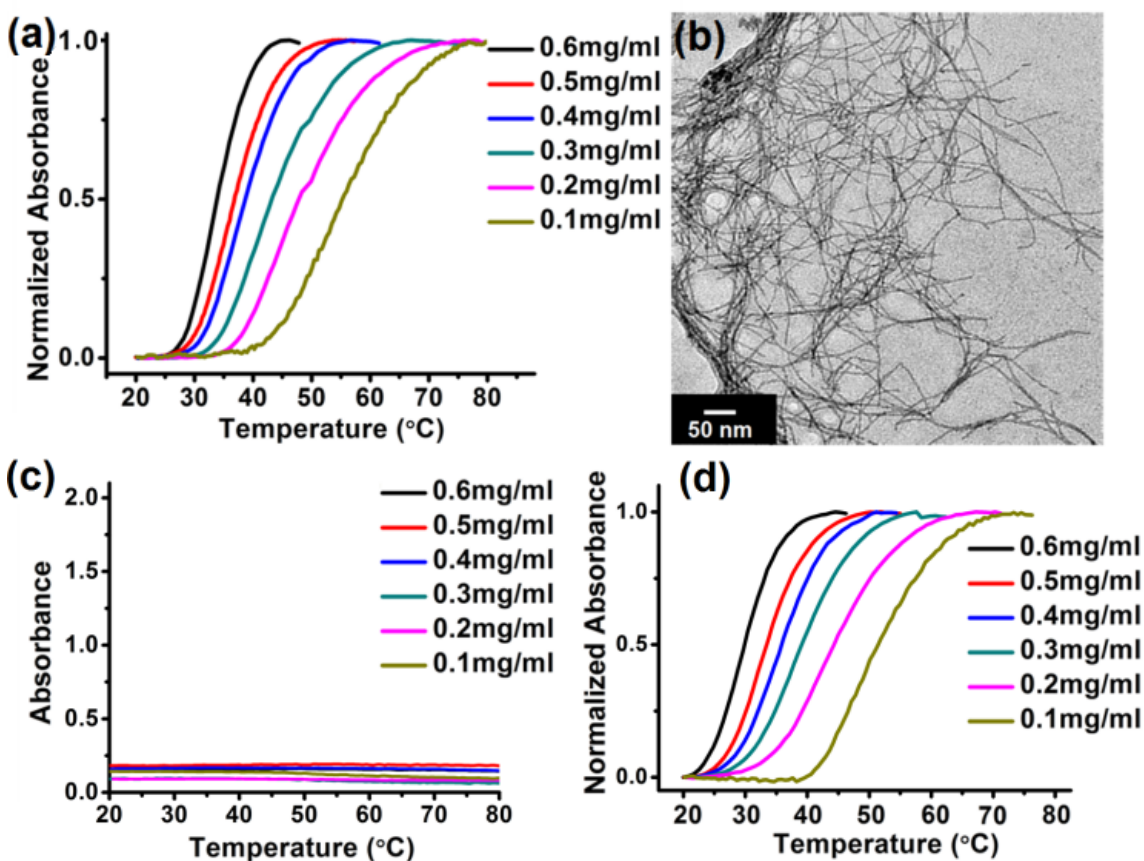 (a)
Normalized Absorbance
1.0
0.5
0.0
20 30 40 50 60 70 80
Temperature (°C)
0.6mg/ml
0.5mg/ml
0.4mg/ml
0.3mg/ml
0.2mg/ml
0.1mg/ml
(b)
50 nm
(c)
Absorbance
2.0
1.5
1.0
0.5
0.0
20 30 40 50 60 70 80
Temperature (°C)
0.6mg/ml
0.5mg/ml
0.4mg/ml
0.3mg/ml
0.2mg/ml
0.1mg/ml
(d)
Normalized Absorbance
1.0
0.5
0.0
20 30 40 50 60 70 80
Temperature (°C)
0.6mg/ml
0.5mg/ml
0.4mg/ml
0.3mg/ml
0.2mg/ml
0.1mg/ml